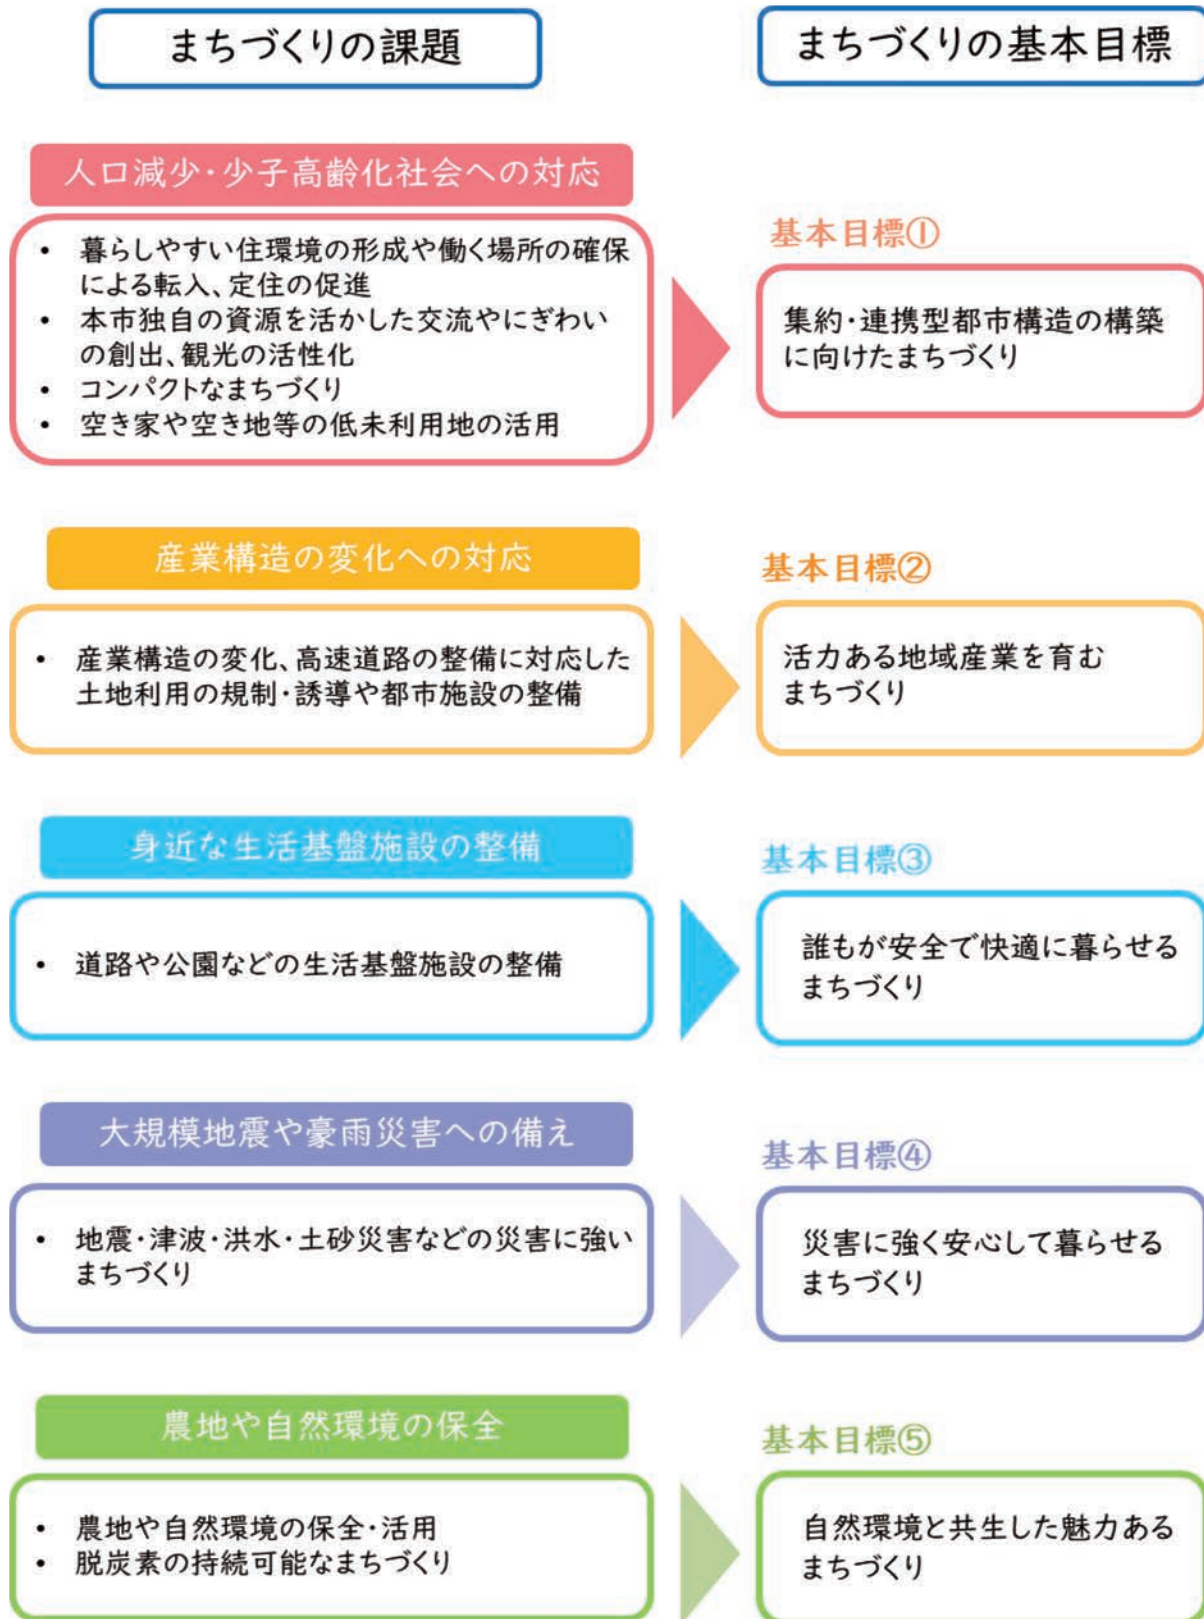 まちづくりの課題
まちづくりの基本目標
人口減少・少子高齢化社会への対応
• 暮らしやすい住環境の形成や働く場所の確保
による転入、定住の促進
• 本市独自の資源を活かした交流やにぎわい
の創出、観光の活性化
• コンパクトなまちづくり
• 空き家や空き地等の低未利用地の活用
基本目標①
集約・連携型都市構造の構築
に向けたまちづくり
産業構造の変化への対応
• 産業構造の変化、高速道路の整備に対応した
土地利用の規制・誘導や都市施設の整備
基本目標②
活力ある地域産業を育む
まちづくり
身近な生活基盤施設の整備
• 道路や公園などの生活基盤施設の整備
基本目標③
誰もが安全で快適に暮らせる
まちづくり
大規模地震や豪雨災害への備え
• 地震・津波・洪水・土砂災害などの災害に強い
まちづくり
基本目標④
災害に強く安心して暮らせる
まちづくり
農地や自然環境の保全
• 農地や自然環境の保全・活用
• 脱炭素の持続可能なまちづくり
基本目標⑤
自然環境と共生した魅力ある
まちづくり